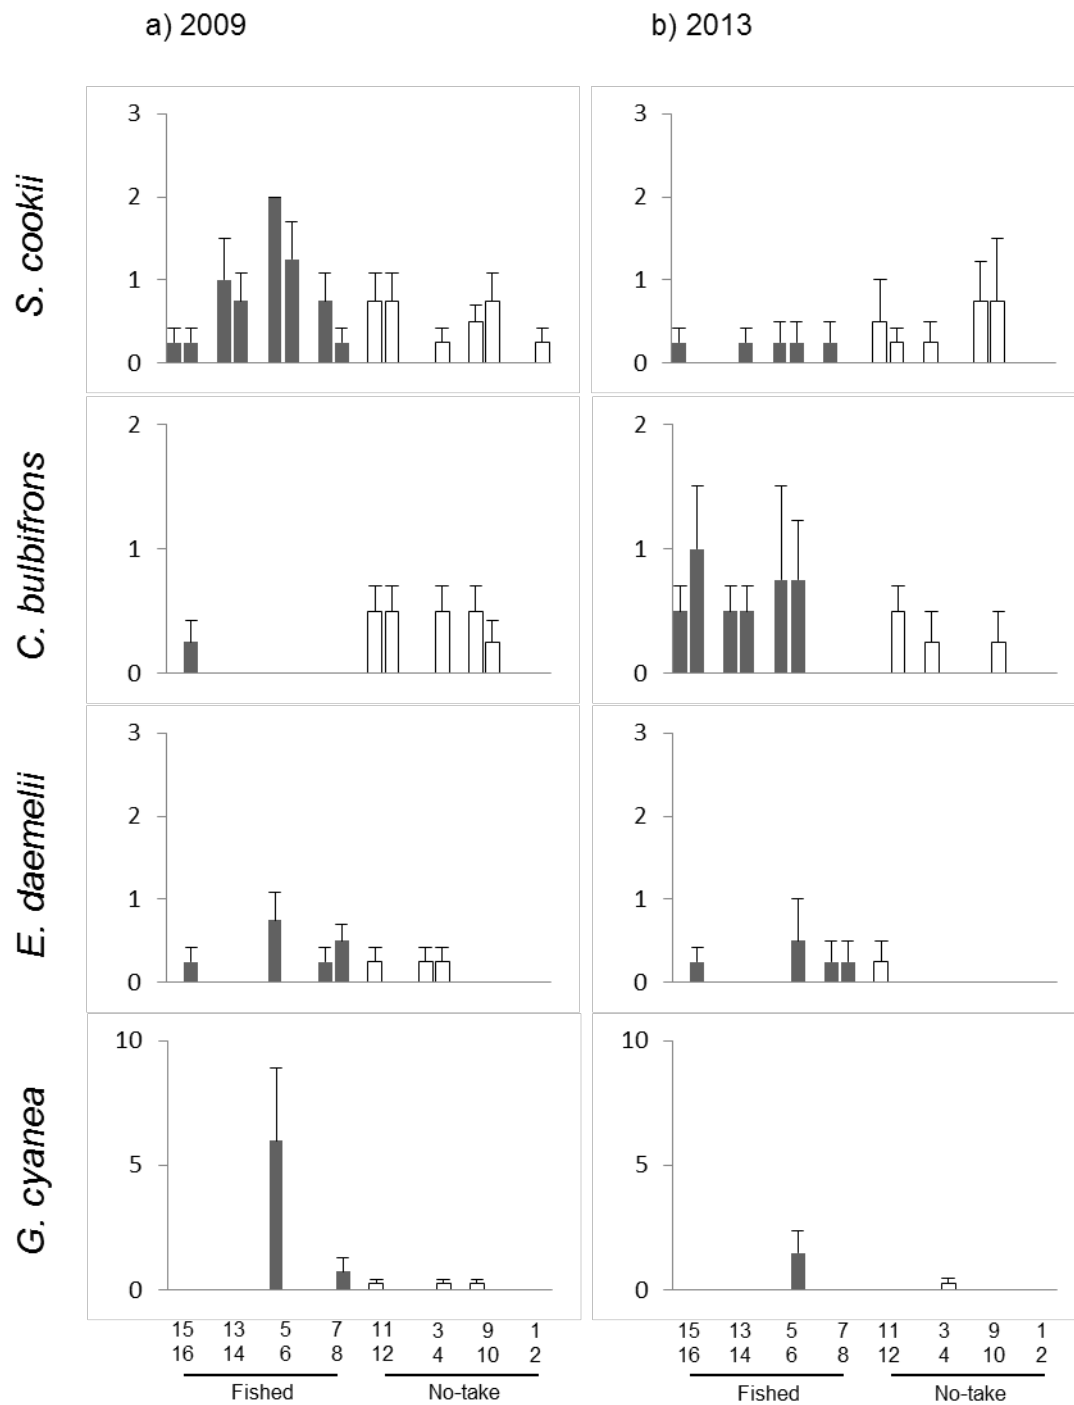 a) 2009
b) 2013
S. cookii
3
2
1
0
3
2
1
0
C. bulbifrons
2
1
0
2
1
0
E. daemelii
3
2
1
0
3
2
1
0
G. cyanea
10
5
0
10
5
0
15 13 5 7 11 3 9 1
16 14 6 8 12 4 10 2
Fished No-take
15 13 5 7 11 3 9 1
16 14 6 8 12 4 10 2
Fished No-take